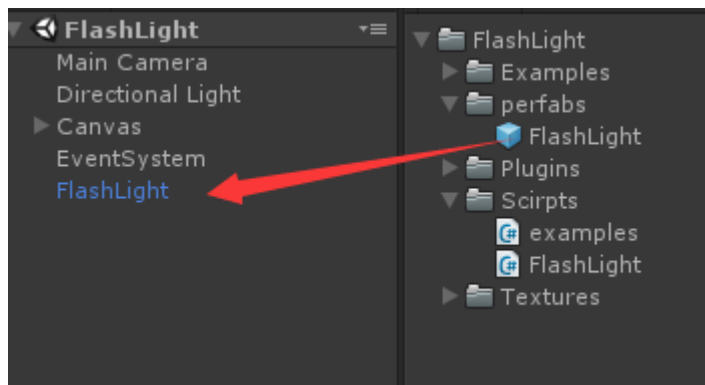 FlashLight
Main Camera
Directional Light
Canvas
EventSystem
FlashLight
FlashLight
Examples
perfabs
FlashLight
Plugins
Scirpts
examples
FlashLight
Textures